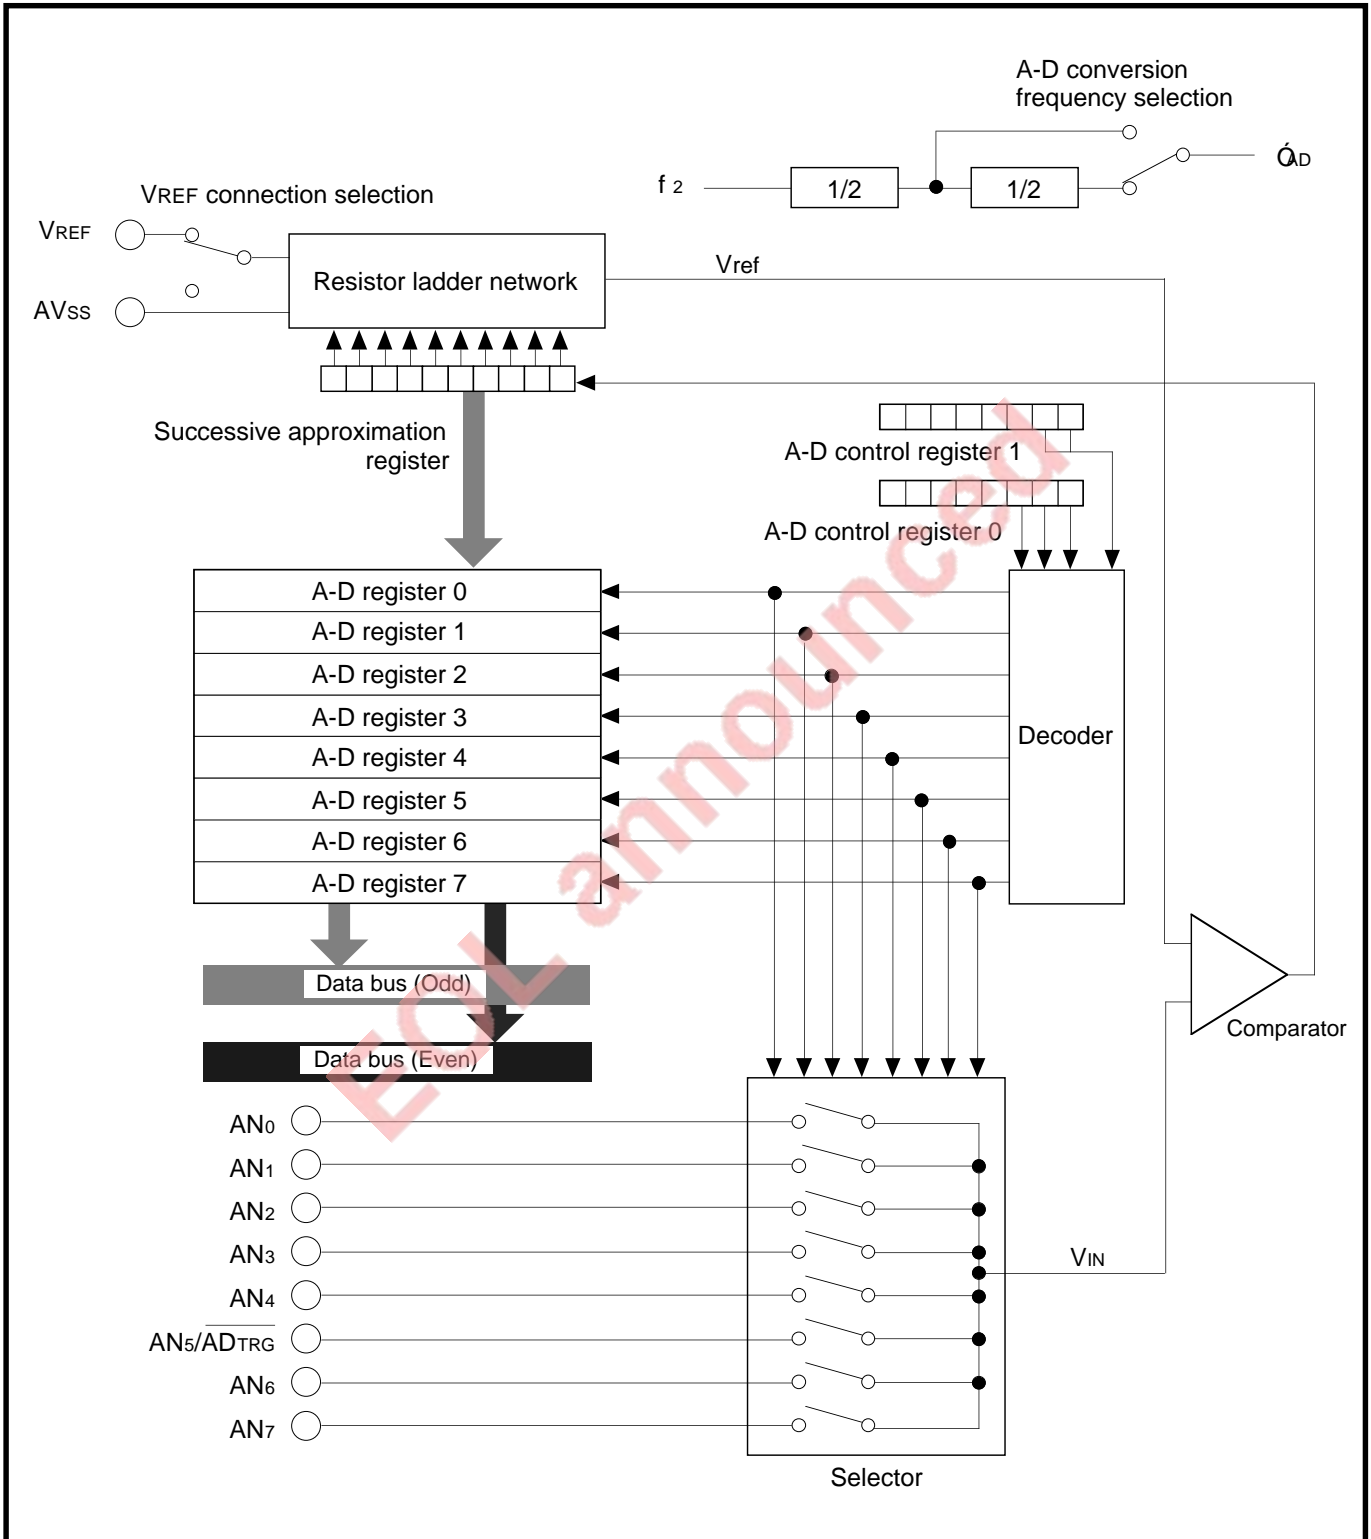 A-D conversion
frequency selection
f 2
1/2
1/2
ÓAD
VREF connection selection
VREF
AVSS
Resistor ladder network
Vref
Successive approximation
register
A-D control register 1
A-D control register 0
A-D register 0
A-D register 1
A-D register 2
A-D register 3
A-D register 4
A-D register 5
A-D register 6
A-D register 7
Decoder
Data bus (Odd)
Data bus (Even)
Comparator
AN0
AN1
AN2
AN3
AN4
AN5/ADTRG
AN6
AN7
VIN
Selector
EOL announced